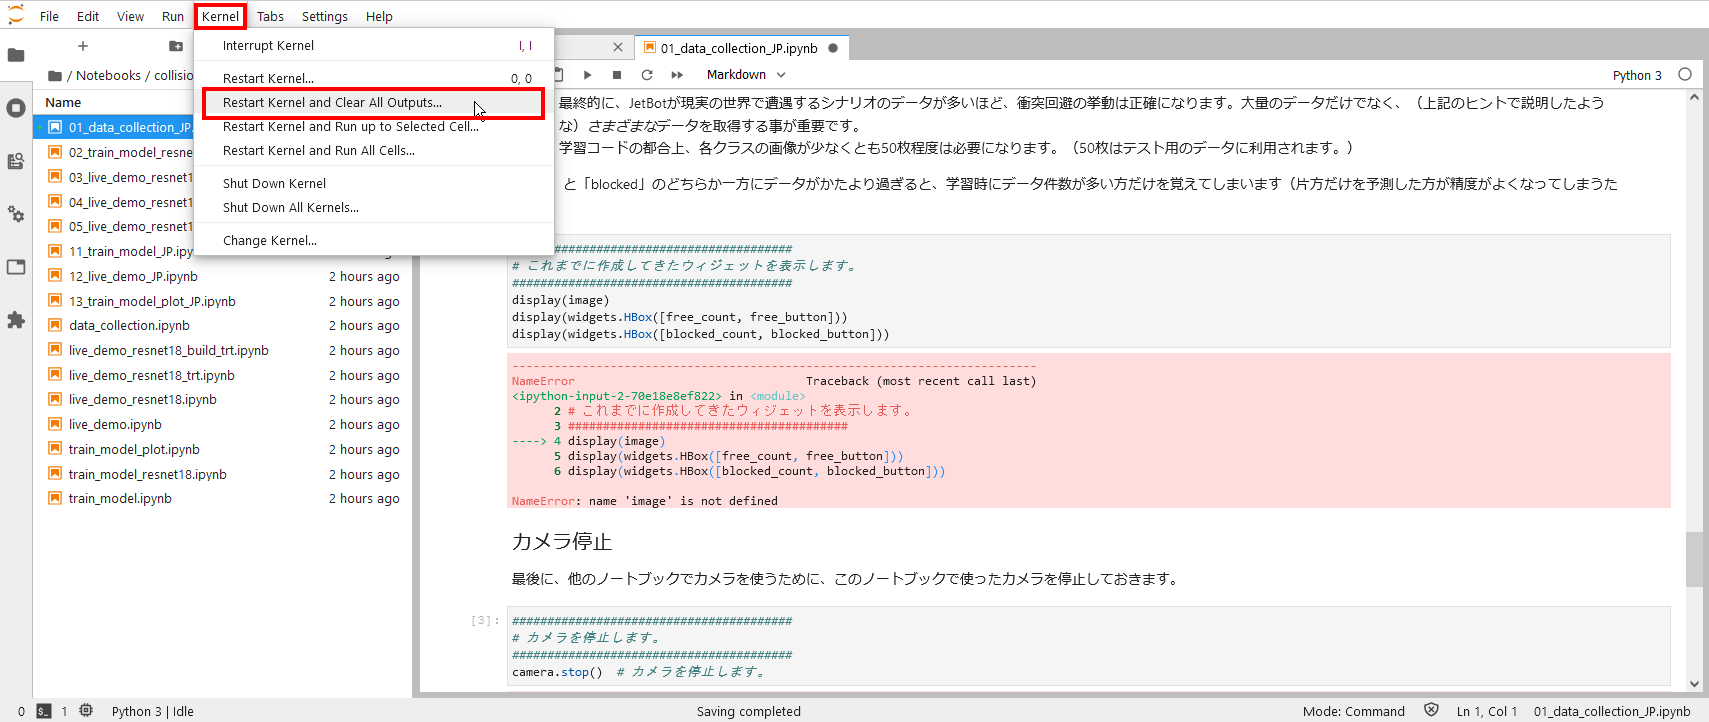 File Edit View Run Kernel Tabs Settings Help
Interrupt Kernel I, I
Restart Kernel... 0, 0
Restart Kernel and Clear All Outputs...
Restart Kernel and Run up to Selected Cell...
Restart Kernel and Run All Cells...
Shut Down Kernel
Shut Down All Kernels...
Change Kernel...
/ Notebooks / collisio
Name
01_data_collection_JP.
02_train_model_resne
03_live_demo_resnet1
04_live_demo_resnet1
05_live_demo_resnet1
11_train_model_JP.ipy
12_live_demo_JP.ipynb 2 hours ago
13_train_model_plot_JP.ipynb 2 hours ago
data_collection.ipynb 2 hours ago
live_demo_resnet18_build_trt.ipynb 2 hours ago
live_demo_resnet18_trt.ipynb 2 hours ago
live_demo_resnet18.ipynb 2 hours ago
live_demo.ipynb 2 hours ago
train_model_plot.ipynb 2 hours ago
train_model_resnet18.ipynb 2 hours ago
train_model.ipynb 2 hours ago
01_data_collection_JP.ipynb
Markdown
Python 3
最終的に、JetBotが現実の世界で遭遇するシナリオのデータが多いほど、衝突回避の挙動は正確になります。大量のデータだけでなく、（上記のヒントで説明したよう
な）さまざまなデータを取得する事が重要です。
学習コードの都合上、各クラスの画像が少なくとも50枚程度は必要になります。（50枚はテスト用のデータに利用されます。）
と「blocked」のどちらか一方にデータがかたより過ぎると、学習時にデータ件数が多い方だけを覚えてしまいます（片方だけを予測した方が精度がよくなってしまうた
##################################
# これまでに作成してきたウィジェットを表示します。
########################################
display(image)
display(widgets.HBox([free_count, free_button]))
display(widgets.HBox([blocked_count, blocked_button]))
---------------------------------------------------------------------------
NameError Traceback (most recent call last)
<ipython-input-2-70e18e8ef822> in <module>
2 # これまでに作成してきたウィジェットを表示します。
3 ########################################
----> 4 display(image)
5 display(widgets.HBox([free_count, free_button]))
6 display(widgets.HBox([blocked_count, blocked_button]))
NameError: name 'image' is not defined
カメラ停止
最後に、他のノートブックでカメラを使うために、このノートブックで使ったカメラを停止しておきます。
[3]: ########################################
# カメラを停止します。
########################################
camera.stop() # カメラを停止します。
0 $_ 1 Python 3 | Idle Saving completed Mode: Command Ln 1, Col 1 01_data_collection_JP.ipynb